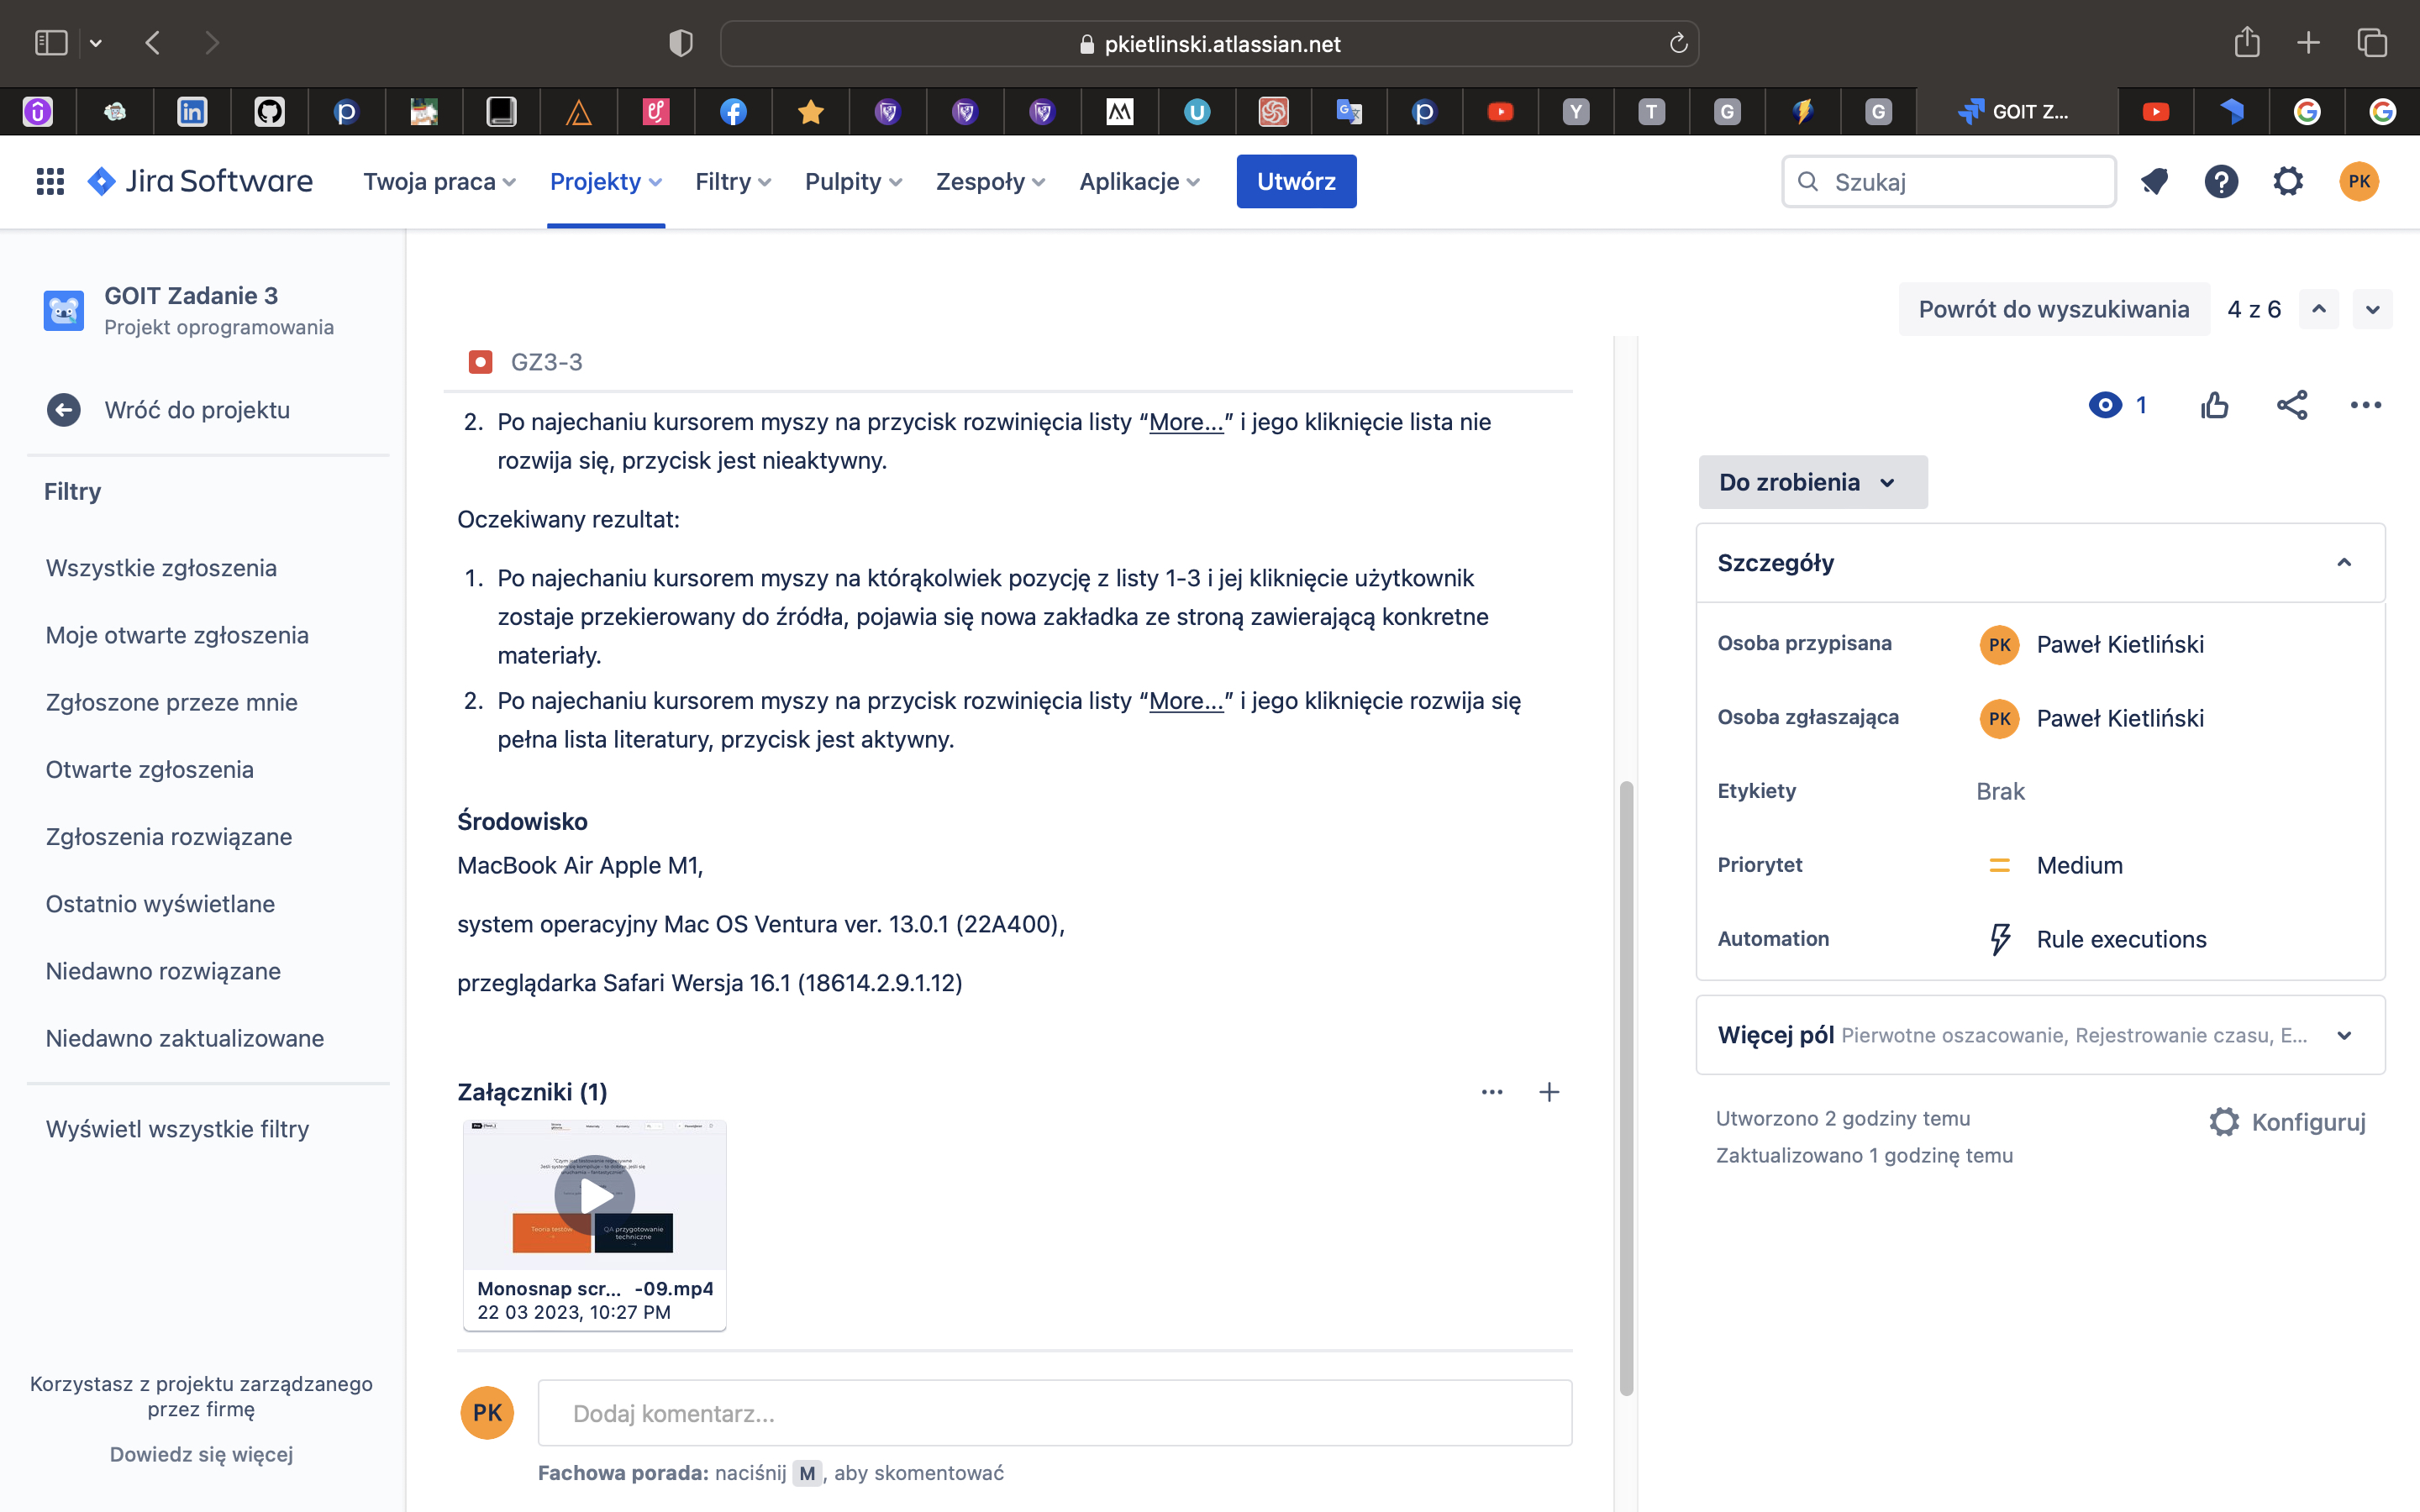 pkietlinski.atlassian.net
GOIT Z...
Jira Software
Twoja praca
Projekty
Filtry
Pulpity
Zespoły
Aplikacje
Utwórz
Szukaj
PK
GOIT Zadanie 3
Projekt oprogramowania
Wróć do projektu
Filtry
Wszystkie zgłoszenia
Moje otwarte zgłoszenia
Zgłoszone przeze mnie
Otwarte zgłoszenia
Zgłoszenia rozwiązane
Ostatnio wyświetlane
Niedawno rozwiązane
Niedawno zaktualizowane
Wyświetl wszystkie filtry
Korzystasz z projektu zarządzanego
przez firmę
Dowiedz się więcej
Powrót do wyszukiwania
4 z 6
GZ3-3
2. Po najechaniu kursorem myszy na przycisk rozwinięcia listy “More...” i jego kliknięcie lista nie
rozwija się, przycisk jest nieaktywny.
Oczekiwany rezultat:
1. Po najechaniu kursorem myszy na którąkolwiek pozycję z listy 1-3 i jej kliknięcie użytkownik
zostaje przekierowany do źródła, pojawia się nowa zakładka ze stroną zawierającą konkretne
materiały.
2. Po najechaniu kursorem myszy na przycisk rozwinięcia listy “More...” i jego kliknięcie rozwija się
pełna lista literatury, przycisk jest aktywny.
Środowisko
MacBook Air Apple M1,
system operacyjny Mac OS Ventura ver. 13.0.1 (22A400),
przeglądarka Safari Wersja 16.1 (18614.2.9.1.12)
Załączniki (1)
Teoria testów
QA przygotowanie
techniczne
Monosnap scr... -09.mp4
22 03 2023, 10:27 PM
PK
Dodaj komentarz...
Fachowa porada: naciśnij M, aby skomentować
1
Do zrobienia
Szczegóły
Osoba przypisana
PK
Paweł Kietliński
Osoba zgłaszająca
PK
Paweł Kietliński
Etykiety
Brak
Priorytet
Medium
Automation
Rule executions
Więcej pól Pierwotne oszacowanie, Rejestrowanie czasu, E...
Utworzono 2 godziny temu
Zaktualizowano 1 godzinę temu
Konfiguruj